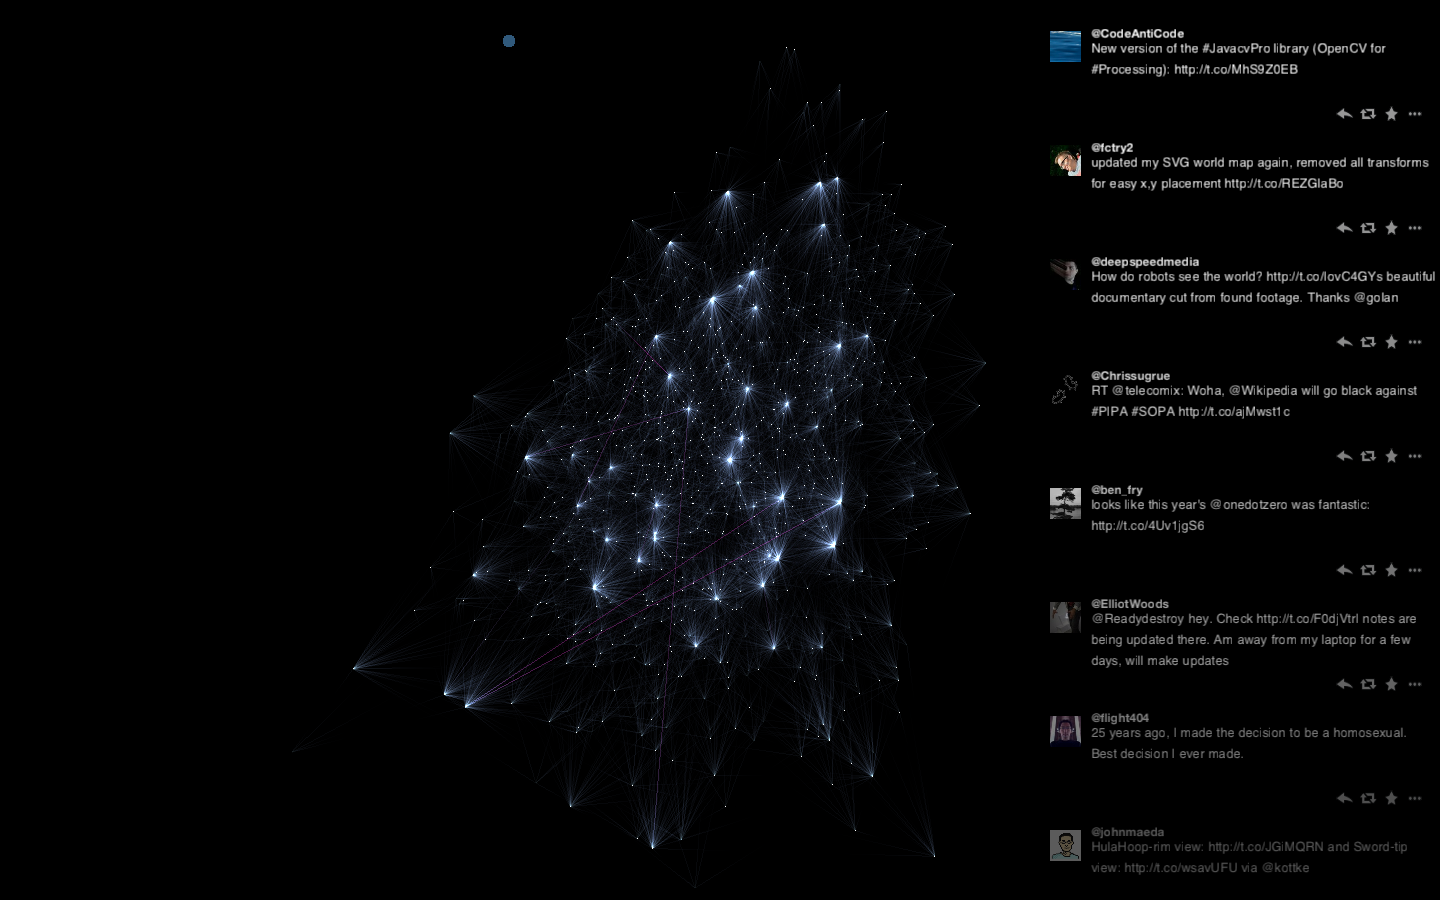 @CodeAntiCode
New version of the #JavacvPro library (OpenCV for
#Processing): http://t.co/MhS9Z0EB
@fctry2
updated my SVG world map again, removed all transforms
for easy x,y placement http://t.co/REZGlaBo
@deepspeedmedia
How do robots see the world? http://t.co/lovC4GYs beautiful
documentary cut from found footage. Thanks @golan
@Chrissugrue
RT @telecomix: Woha, @Wikipedia will go black against
#PIPA #SOPA http://t.co/ajMwst1c
@ben_fry
looks like this year's @onedotzero was fantastic:
http://t.co/4Uv1jgS6
@ElliotWoods
@Readydestroy hey. Check http://t.co/F0djVtrl notes are
being updated there. Am away from my laptop for a few
days, will make updates
@flight404
25 years ago, I made the decision to be a homosexual.
Best decision I ever made.
@johnmaeda
HulaHoop-rim view: http://t.co/JGiMQRN and Sword-tip
view: http://t.co/wsavUFU via @kottke